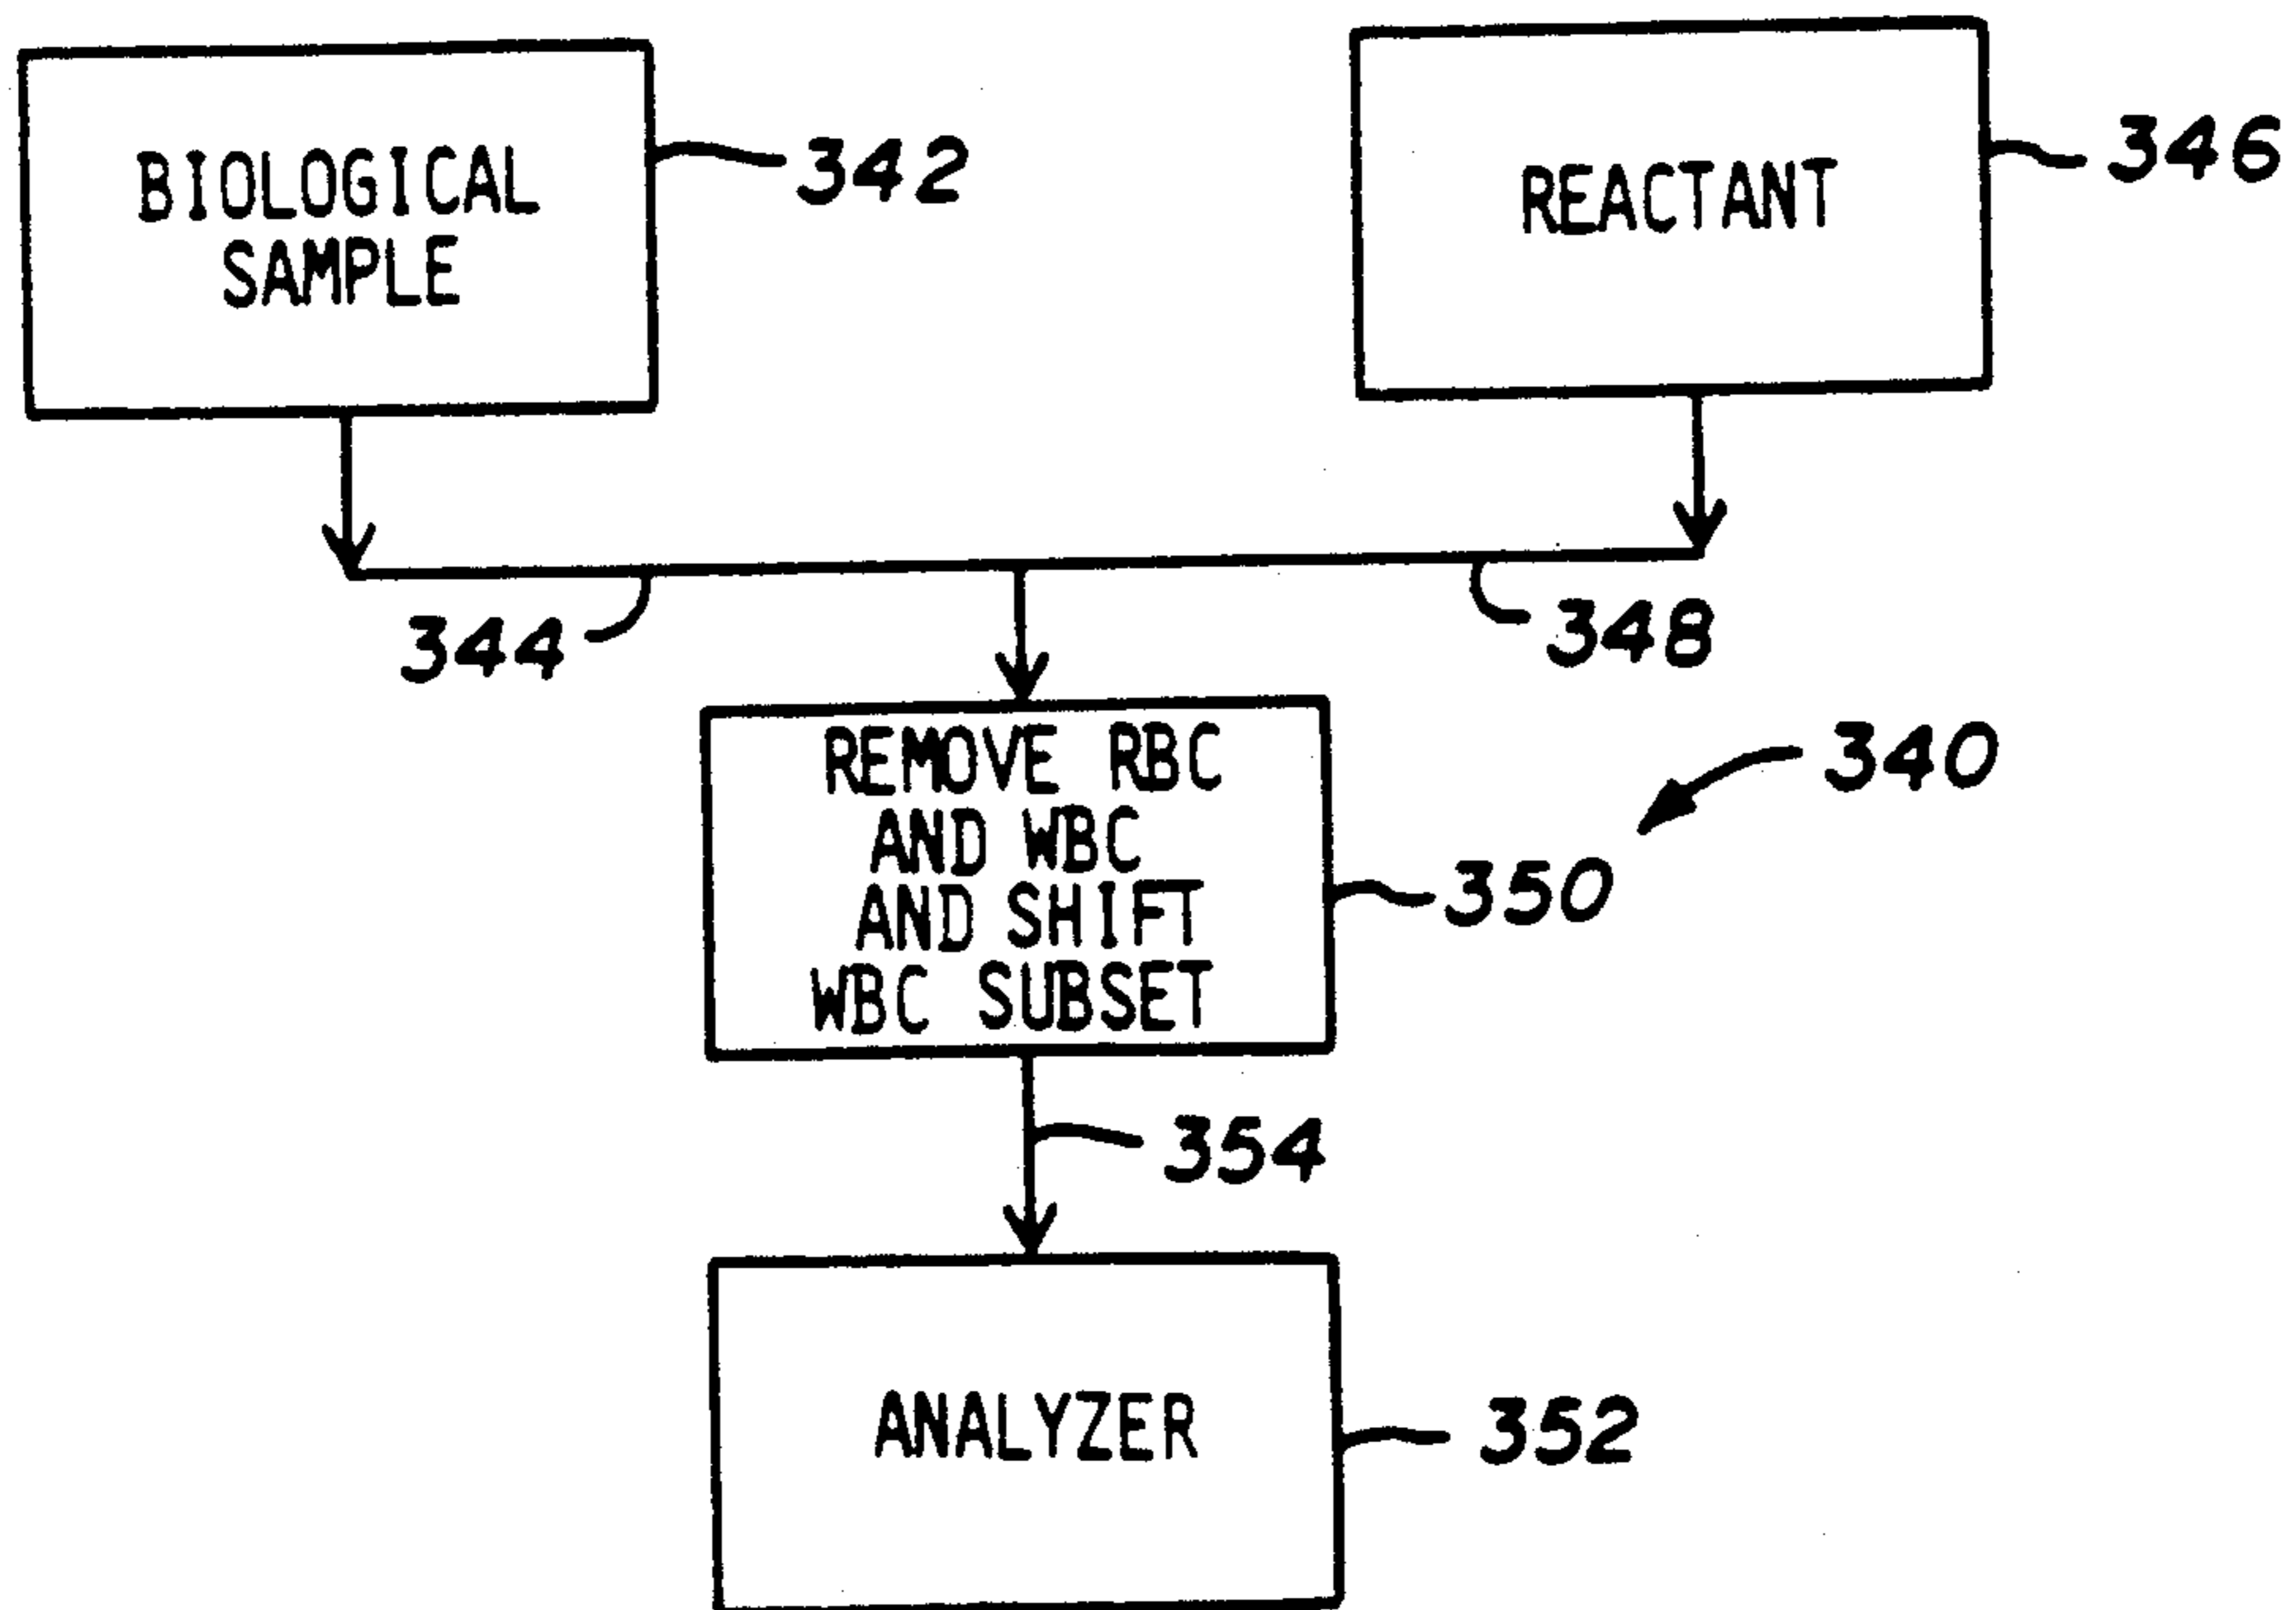 BIOLOGICAL
SAMPLE
342
REACTANT
346
344
348
REMOVE RBC
AND WBC
AND SHIFT
WBC SUBSET
340
350
354
ANALYZER
352